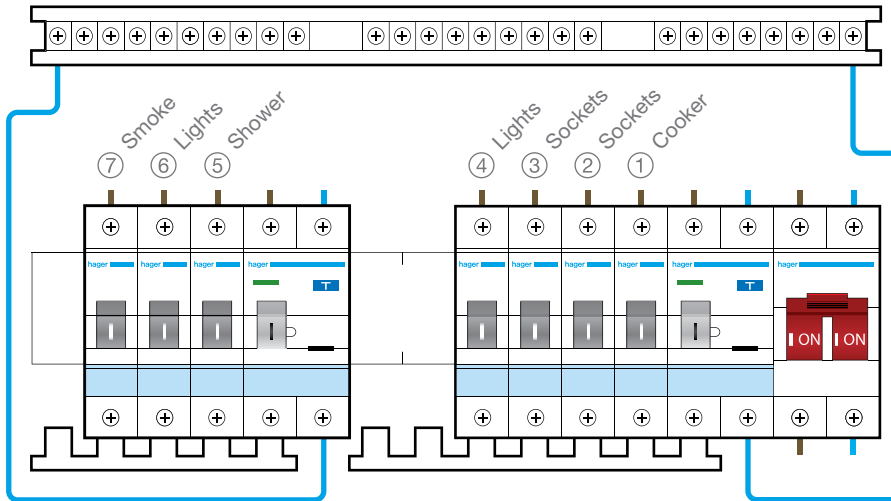 ⑦ Smoke
⑥ Lights
⑤ Shower
④ Lights
③ Sockets
② Sockets
① Cooker
hager
hager
hager
hager
T
hager
hager
hager
hager
hager
T
hager
ON
ON